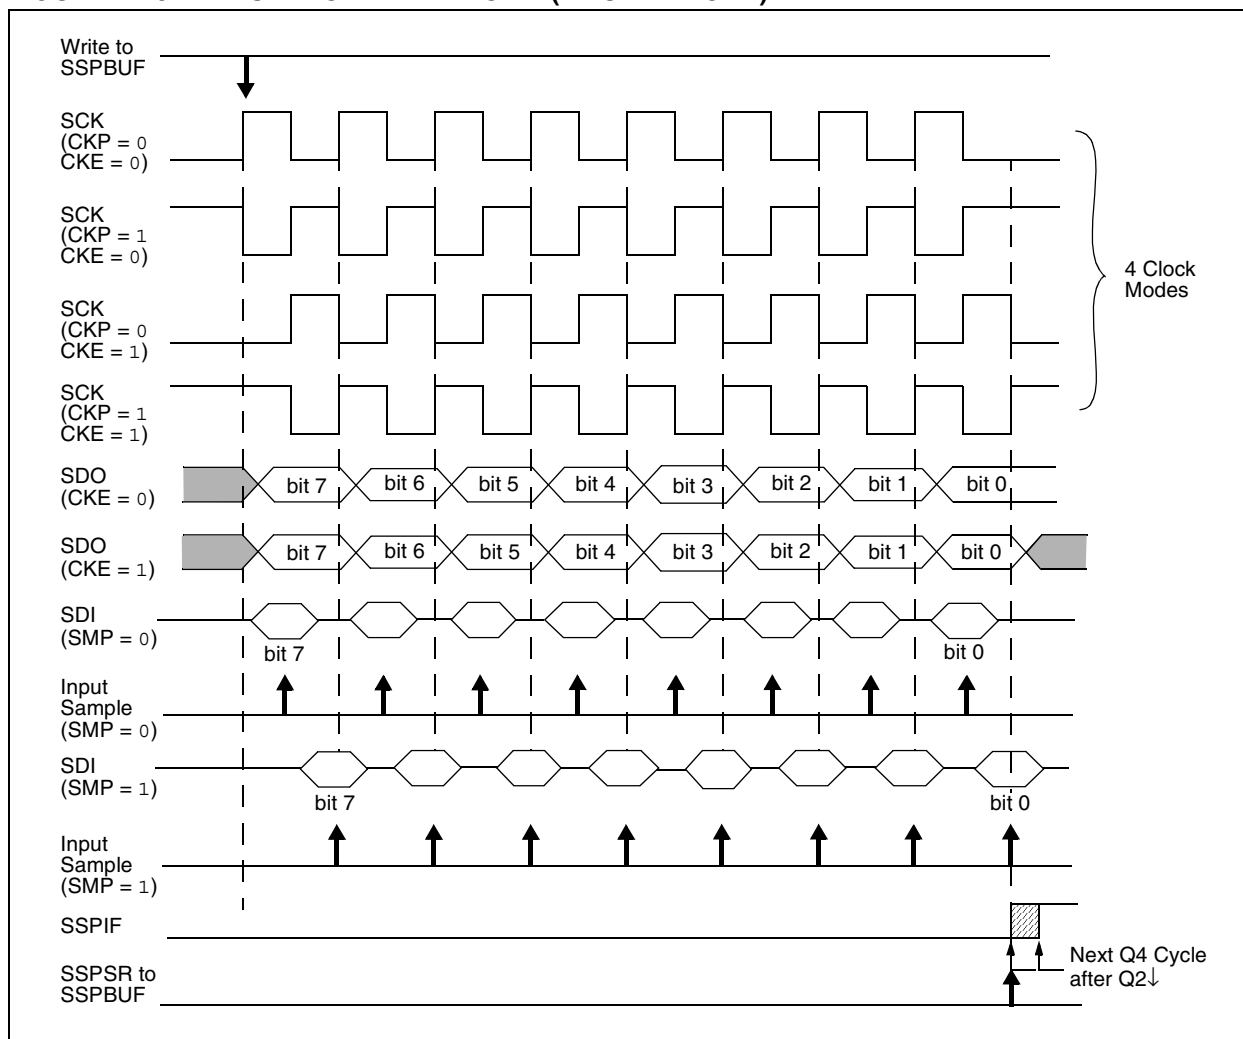 Write to
SSPBUF
SCK
(CKP = 0
CKE = 0)
SCK
(CKP = 1
CKE = 0)
4 Clock
Modes
SCK
(CKP = 0
CKE = 1)
SCK
(CKP = 1
CKE = 1)
SDO
(CKE = 0)
bit 7 bit 6 bit 5 bit 4 bit 3 bit 2 bit 1 bit 0
SDO
(CKE = 1)
bit 7 bit 6 bit 5 bit 4 bit 3 bit 2 bit 1 bit 0
SDI
(SMP = 0)
bit 7 bit 0
Input
Sample
(SMP = 0)
SDI
(SMP = 1)
bit 7 bit 0
Input
Sample
(SMP = 1)
SSPIF
Next Q4 Cycle
after Q2↓
SSPSR to
SSPBUF